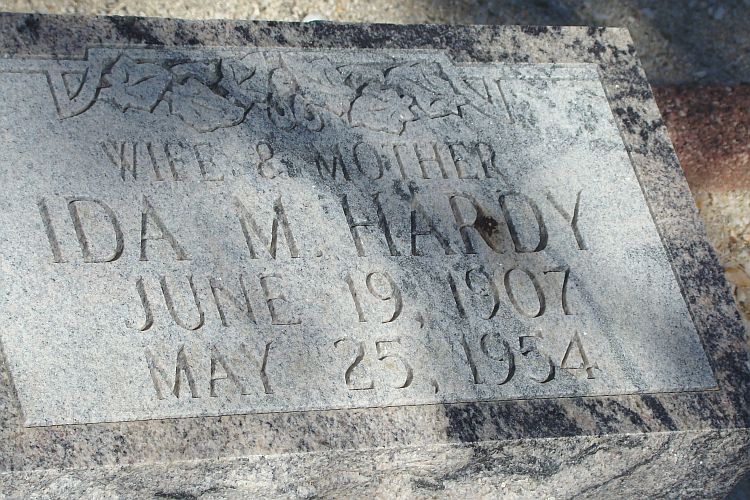 WIFE & MOTHER
IDA M. HARDY
JUNE 19, 1907
MAY 25, 1954